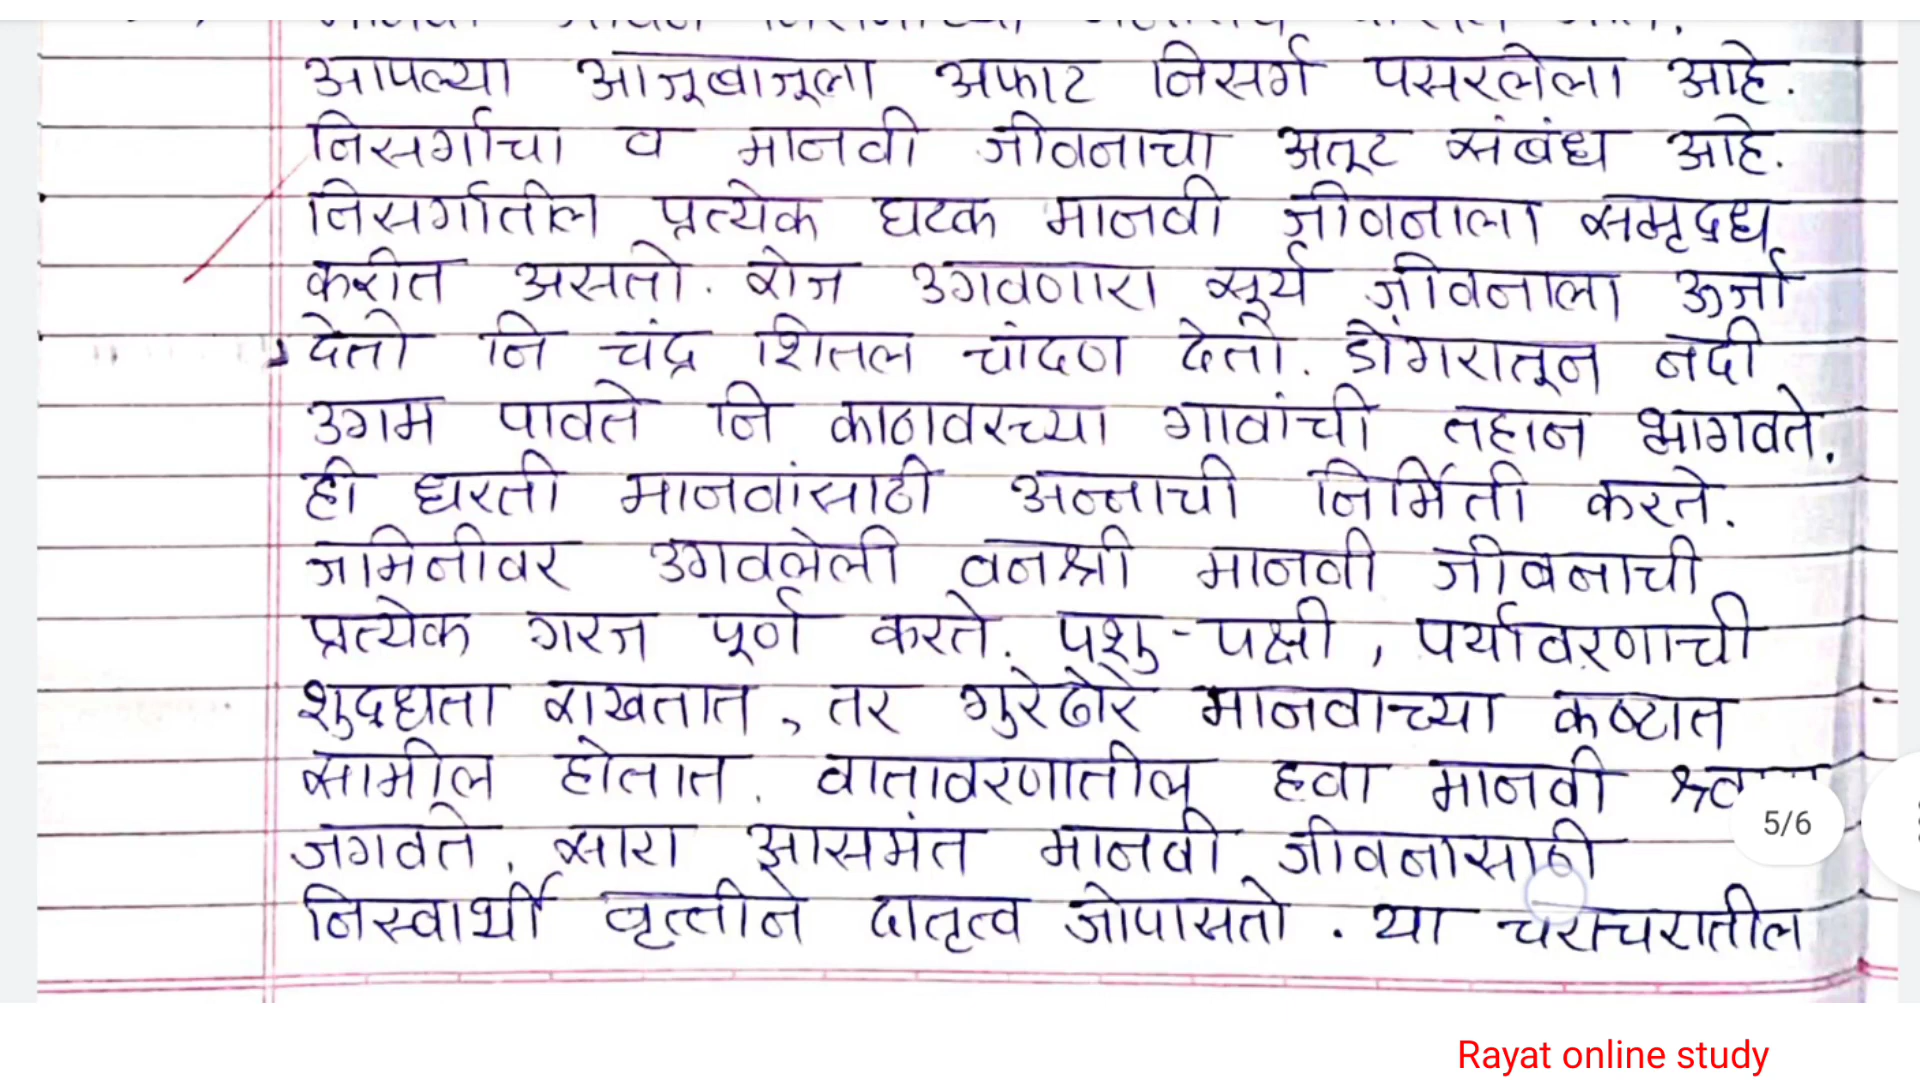 आपल्या आजूबाजूला अफाट निसर्ग पसरलेला आहे.
निसर्गाचा व मानवी जीवनाचा अतूट संबंध आहे.
निसर्गातील प्रत्येक घटक मानवी जीवनाला समृद्ध
करीत असतो. रोज उगवणारा सूर्य जीवनाला ऊर्जा
देतो नि चंद्र शितल चांदण देतो. डोंगरातून नदी
उगम पावते नि काठावरच्या गावांची तहान भागवते.
ही धरती मानवांसाठी अन्नाची निर्मिती करते.
जमिनीवर उगवलेली वनश्री मानवी जीवनाची
प्रत्येक गरज पूर्ण करते. पशु-पक्षी, पर्यावरणाची
शुद्धता राखतात, तर गुरेढोरे मानवाच्या कष्टात
सामील होतात. वातावरणातील हवा मानवी
5/6
जगवते. सारा आसमंत मानवी जीवनासाठी
निस्वार्थी वृत्तीने दातृत्व जोपासतो. या चराचरातील
Rayat online study